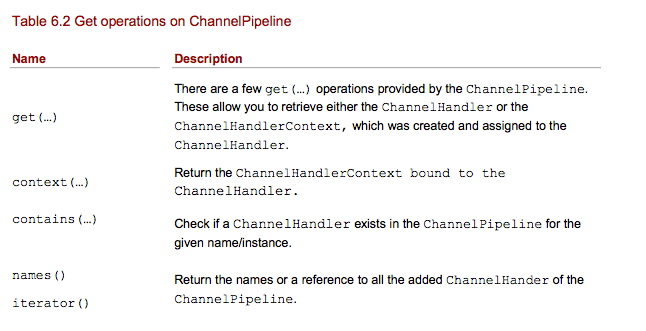 Table 6.2 Get operations on ChannelPipeline
Name Description
get(…)
There are a few get(…) operations provided by the ChannelPipeline.
These allow you to retrieve either the ChannelHandler or the
ChannelHandlerContext, which was created and assigned to the
ChannelHandler.
context(…)
Return the ChannelHandlerContext bound to the
ChannelHandler.
contains(…)
Check if a ChannelHandler exists in the ChannelPipeline for the
given name/instance.
names()
iterator()
Return the names or a reference to all the added ChannelHander of the
ChannelPipeline.